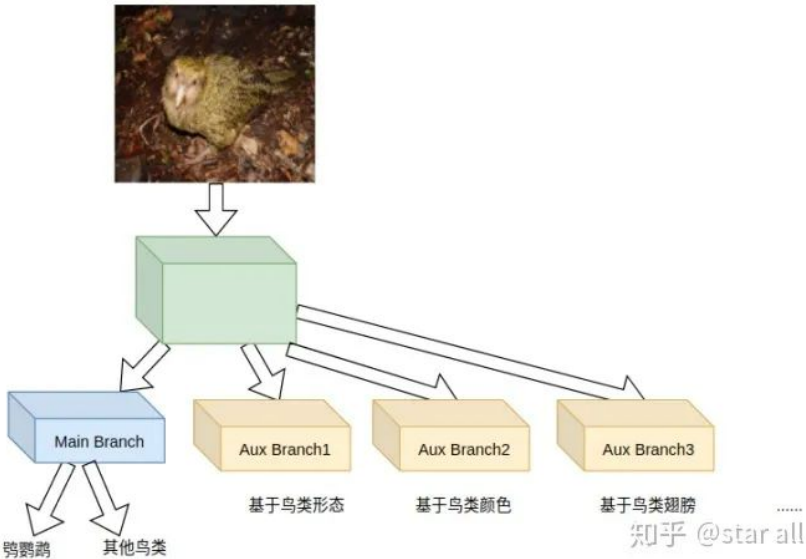 Main Branch
Aux Branch1
Aux Branch2
Aux Branch3
基于鸟类形态
基于鸟类颜色
基于鸟类翅膀
......
鸮鹦鹉
其他鸟类
知乎 @star all